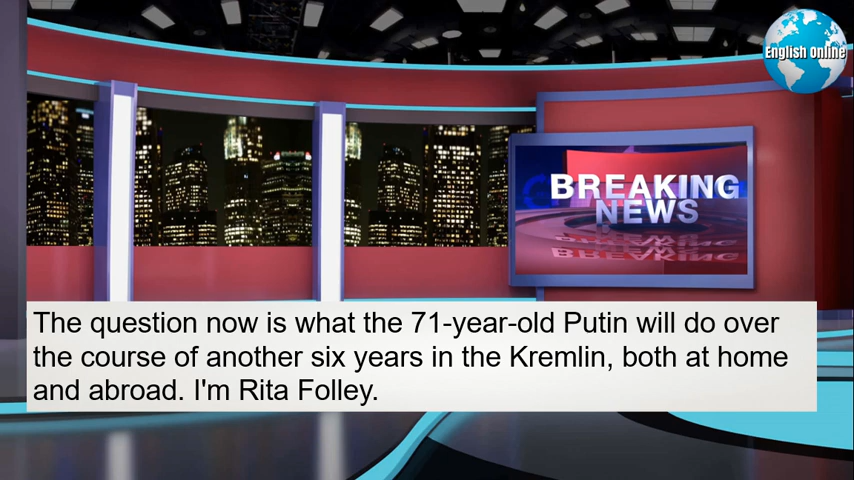 English Online
BREAKING
NEWS
The question now is what the 71-year-old Putin will do over
the course of another six years in the Kremlin, both at home
and abroad. I'm Rita Folley.